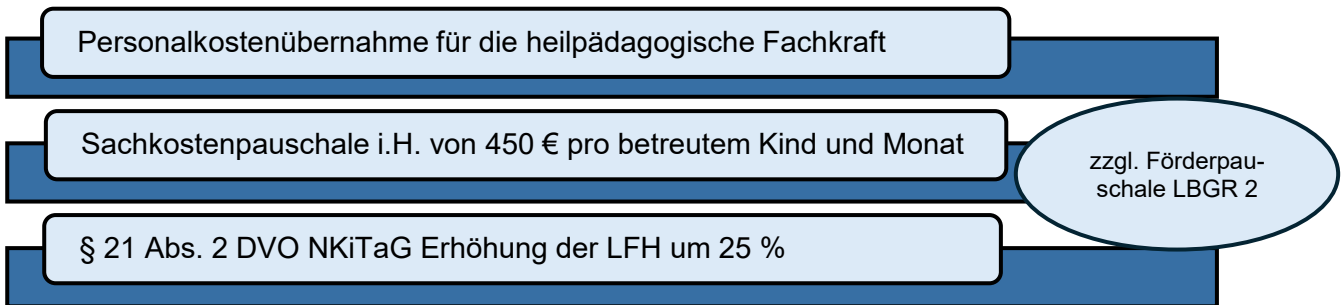 Personalkostenübernahme für die heilpädagogische Fachkraft
Sachkostenpauschale i.H. von 450 € pro betreutem Kind und Monat
zzgl. Förderpau-
schale LBGR 2
§ 21 Abs. 2 DVO NKiTaG Erhöhung der LFH um 25 %